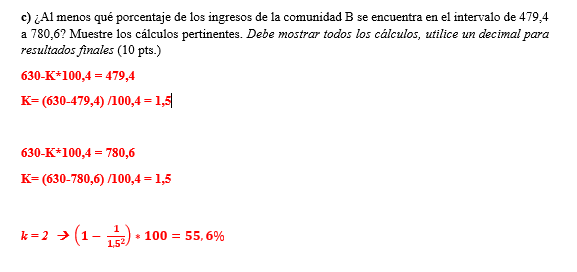 c) ¿Al menos qué porcentaje de los ingresos de la comunidad B se encuentra en el intervalo de 479,4
a 780,6? Muestre los cálculos pertinentes. Debe mostrar todos los cálculos, utilice un decimal para
resultados finales (10 pts.)
630-K*100,4 = 479,4
K= (630-479,4) /100,4 = 1,5
630-K*100,4 = 780,6
K= (630-780,6) /100,4 = 1,5
k = 2 → (1 − 1/1,5²) * 100 = 55,6%